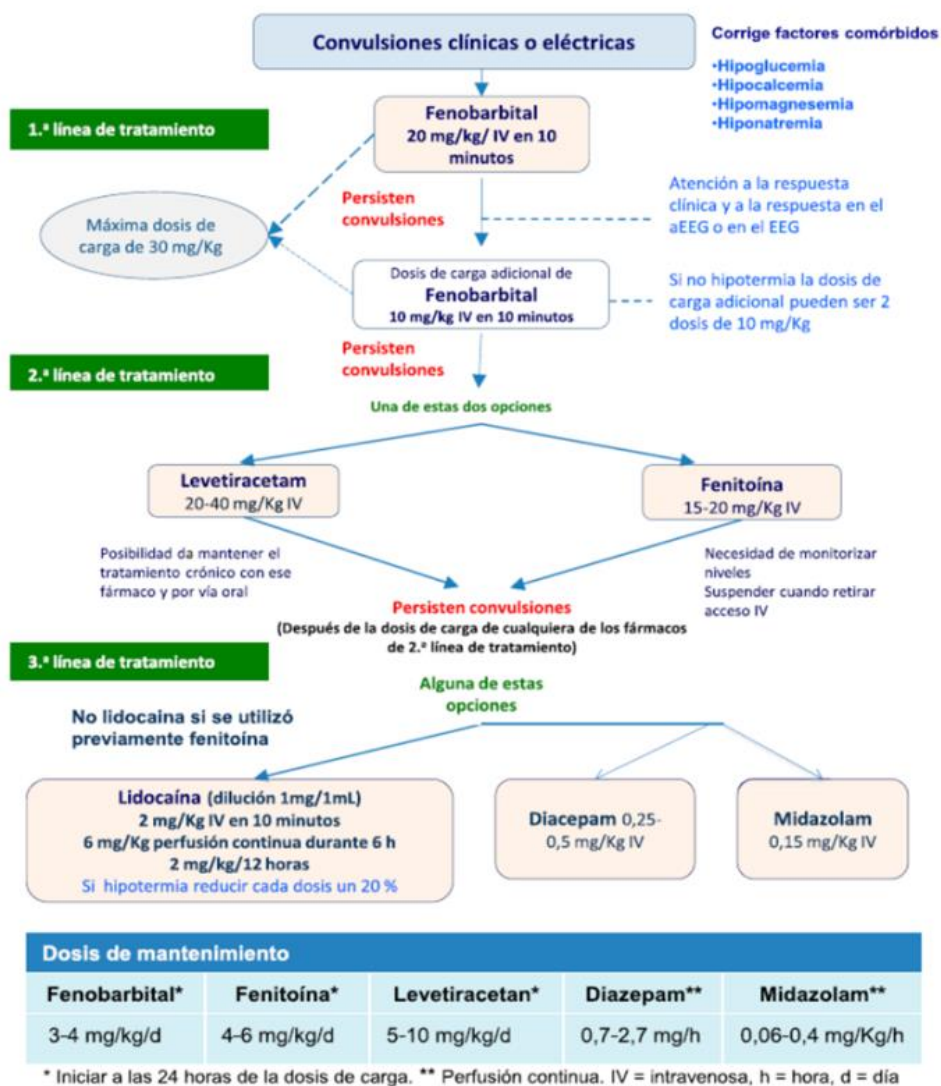 Convulsiones clínicas o eléctricas
Corrige factores comórbidos
•Hipoglucemia
•Hipocalcemia
•Hipomagnesemia
•Hiponatremia
1.ª línea de tratamiento
Fenobarbital
20 mg/kg/ IV en 10
minutos
Persisten
convulsiones
Atención a la respuesta
clínica y a la respuesta en el
aEEG o en el EEG
Máxima dosis de
carga de 30 mg/Kg
Dosis de carga adicional de
Fenobarbital
10 mg/kg IV en 10 minutos
Si no hipotermia la dosis de
carga adicional pueden ser 2
dosis de 10 mg/Kg
Persisten
convulsiones
2.ª línea de tratamiento
Una de estas dos opciones
Levetiracetam
20-40 mg/Kg IV
Fenitoína
15-20 mg/Kg IV
Posibilidad da mantener el
tratamiento crónico con ese
fármaco y por vía oral
Necesidad de monitorizar
niveles
Suspender cuando retirar
acceso IV
Persisten convulsiones
(Después de la dosis de carga de cualquiera de los fármacos
de 2.ª línea de tratamiento)
3.ª línea de tratamiento
Alguna de estas
opciones
No lidocaina si se utilizó
previamente fenitoína
Lidocaína (dilución 1mg/1mL)
2 mg/Kg IV en 10 minutos
6 mg/Kg perfusión continua durante 6 h
2 mg/kg/12 horas
Si hipotermia reducir cada dosis un 20 %
Diacepam 0,25-
0,5 mg/Kg IV
Midazolam
0,15 mg/Kg IV
Dosis de mantenimiento
Fenobarbital* Fenitoína* Levetiracetan* Diazepam** Midazolam**
3-4 mg/kg/d 4-6 mg/kg/d 5-10 mg/kg/d 0,7-2,7 mg/h 0,06-0,4 mg/Kg/h
* Iniciar a las 24 horas de la dosis de carga. ** Perfusión continua. IV = intravenosa, h = hora, d = día